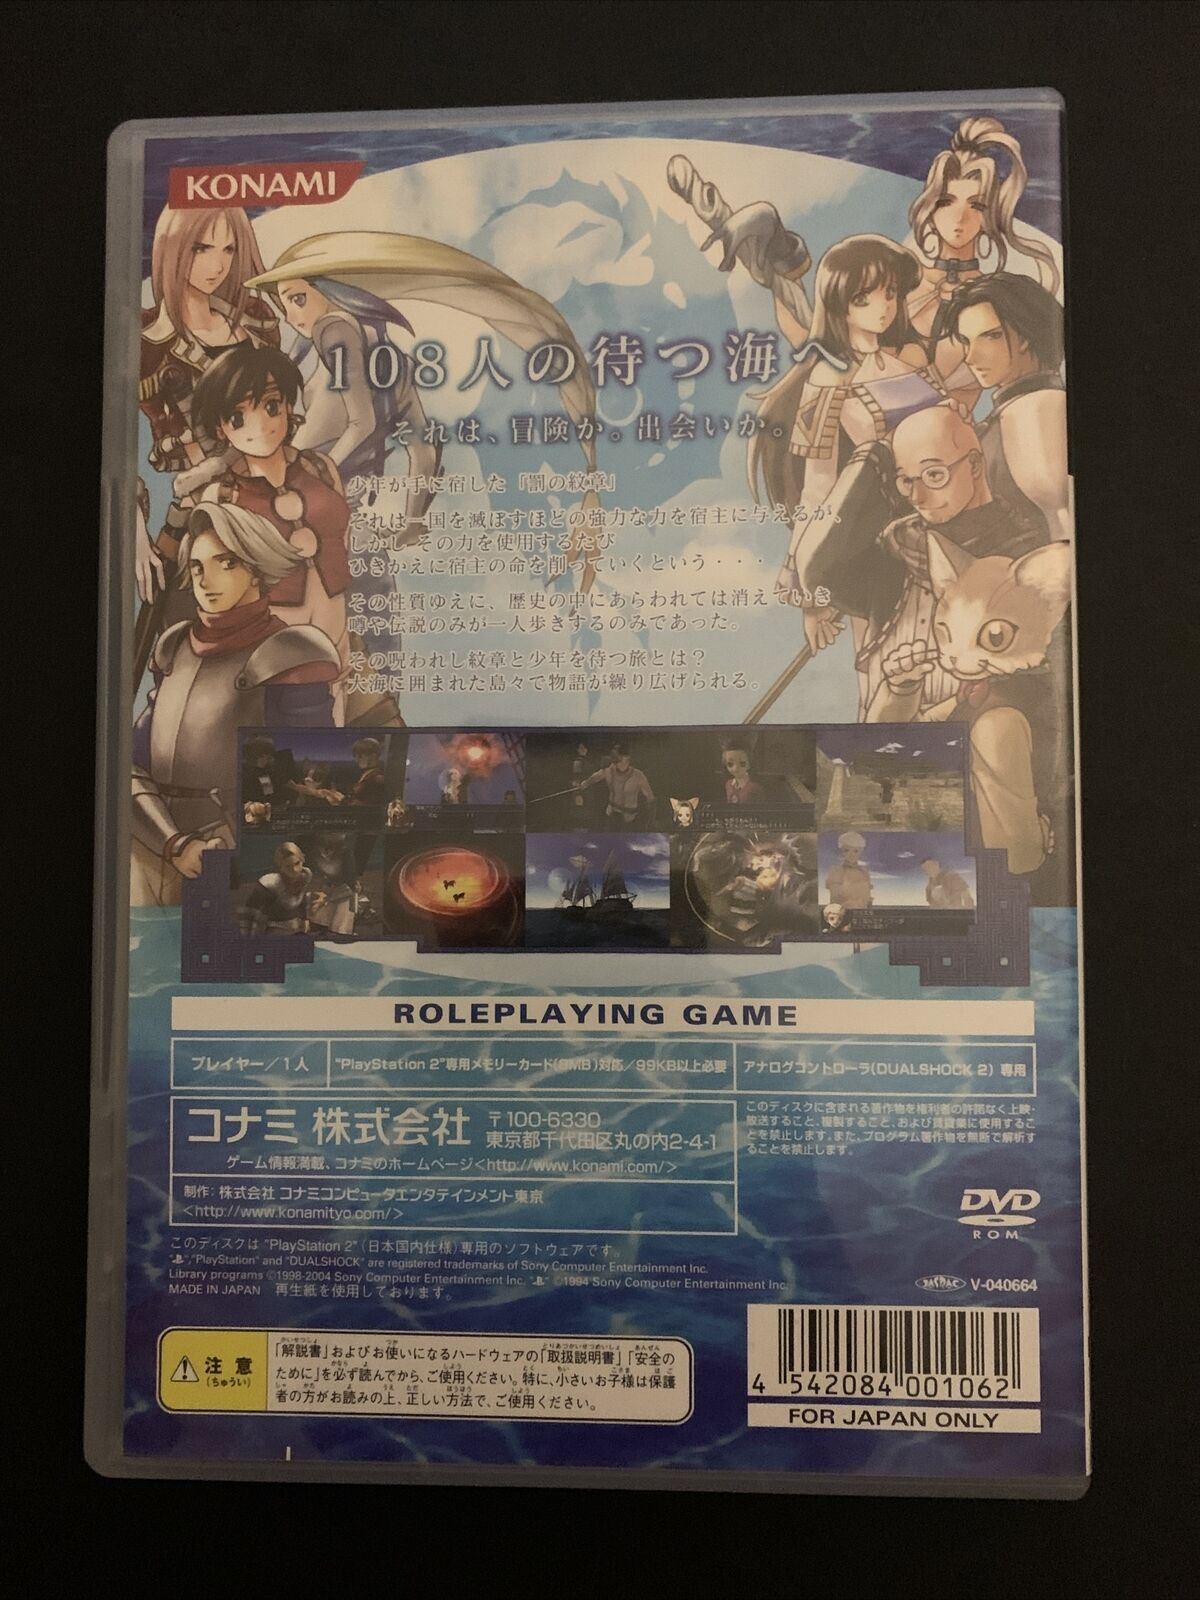 KONAMI
108人の待つ海へ
それは、冒険か。出会いか。
少年が手に宿した「罰の紋章」
それは一国を滅ぼすほどの強力な力を宿主に与えるが、
しかし その力を使用するたび
ひきかえに宿主の命を削っていくという・・・
その性質ゆえに、歴史の中にあらわれては消えていき
噂や伝説のみが一人歩きするのみであった。
その呪われし紋章と少年を待つ旅とは？
大海に囲まれた島々で物語が繰り広げられる。
ROLEPLAYING GAME
プレイヤー／1人
"PlayStation 2"専用メモリーカード(8MB)対応／99KB以上必要
アナログコントローラ(DUALSHOCK 2) 専用
コナミ 株式会社
〒100-6330
東京都千代田区丸の内2-4-1
ゲーム情報満載、コナミのホームページ<http://www.konami.com/>
制作：株式会社 コナミコンピュータエンタテインメント東京
<http://www.konamityo.com/>
このディスクに含まれる著作物を権利者の許諾なく上映・
放送すること、複製すること、および賃貸業に使用するこ
とを禁止します。また、プログラム著作物を無断で解析す
ることを禁止します。
DVD
ROM
このディスクは "PlayStation 2"（日本国内仕様）専用のソフトウェアです。
"PS","PlayStation" and "DUALSHOCK" are registered trademarks of Sony Computer Entertainment Inc.
Library programs ©1998-2004 Sony Computer Entertainment Inc. "PS" ©1994 Sony Computer Entertainment Inc.
MADE IN JAPAN 再生紙を使用しております。
V-040664
注意
(ちゅうい)
「解説書」およびお使いになるハードウェアの「取扱説明書」「安全の
ために」を必ず読んでから、ご使用ください。特に、小さいお子様は保護
者の方がお読みの上、正しい方法で、ご使用ください。
4 542084 001062
FOR JAPAN ONLY